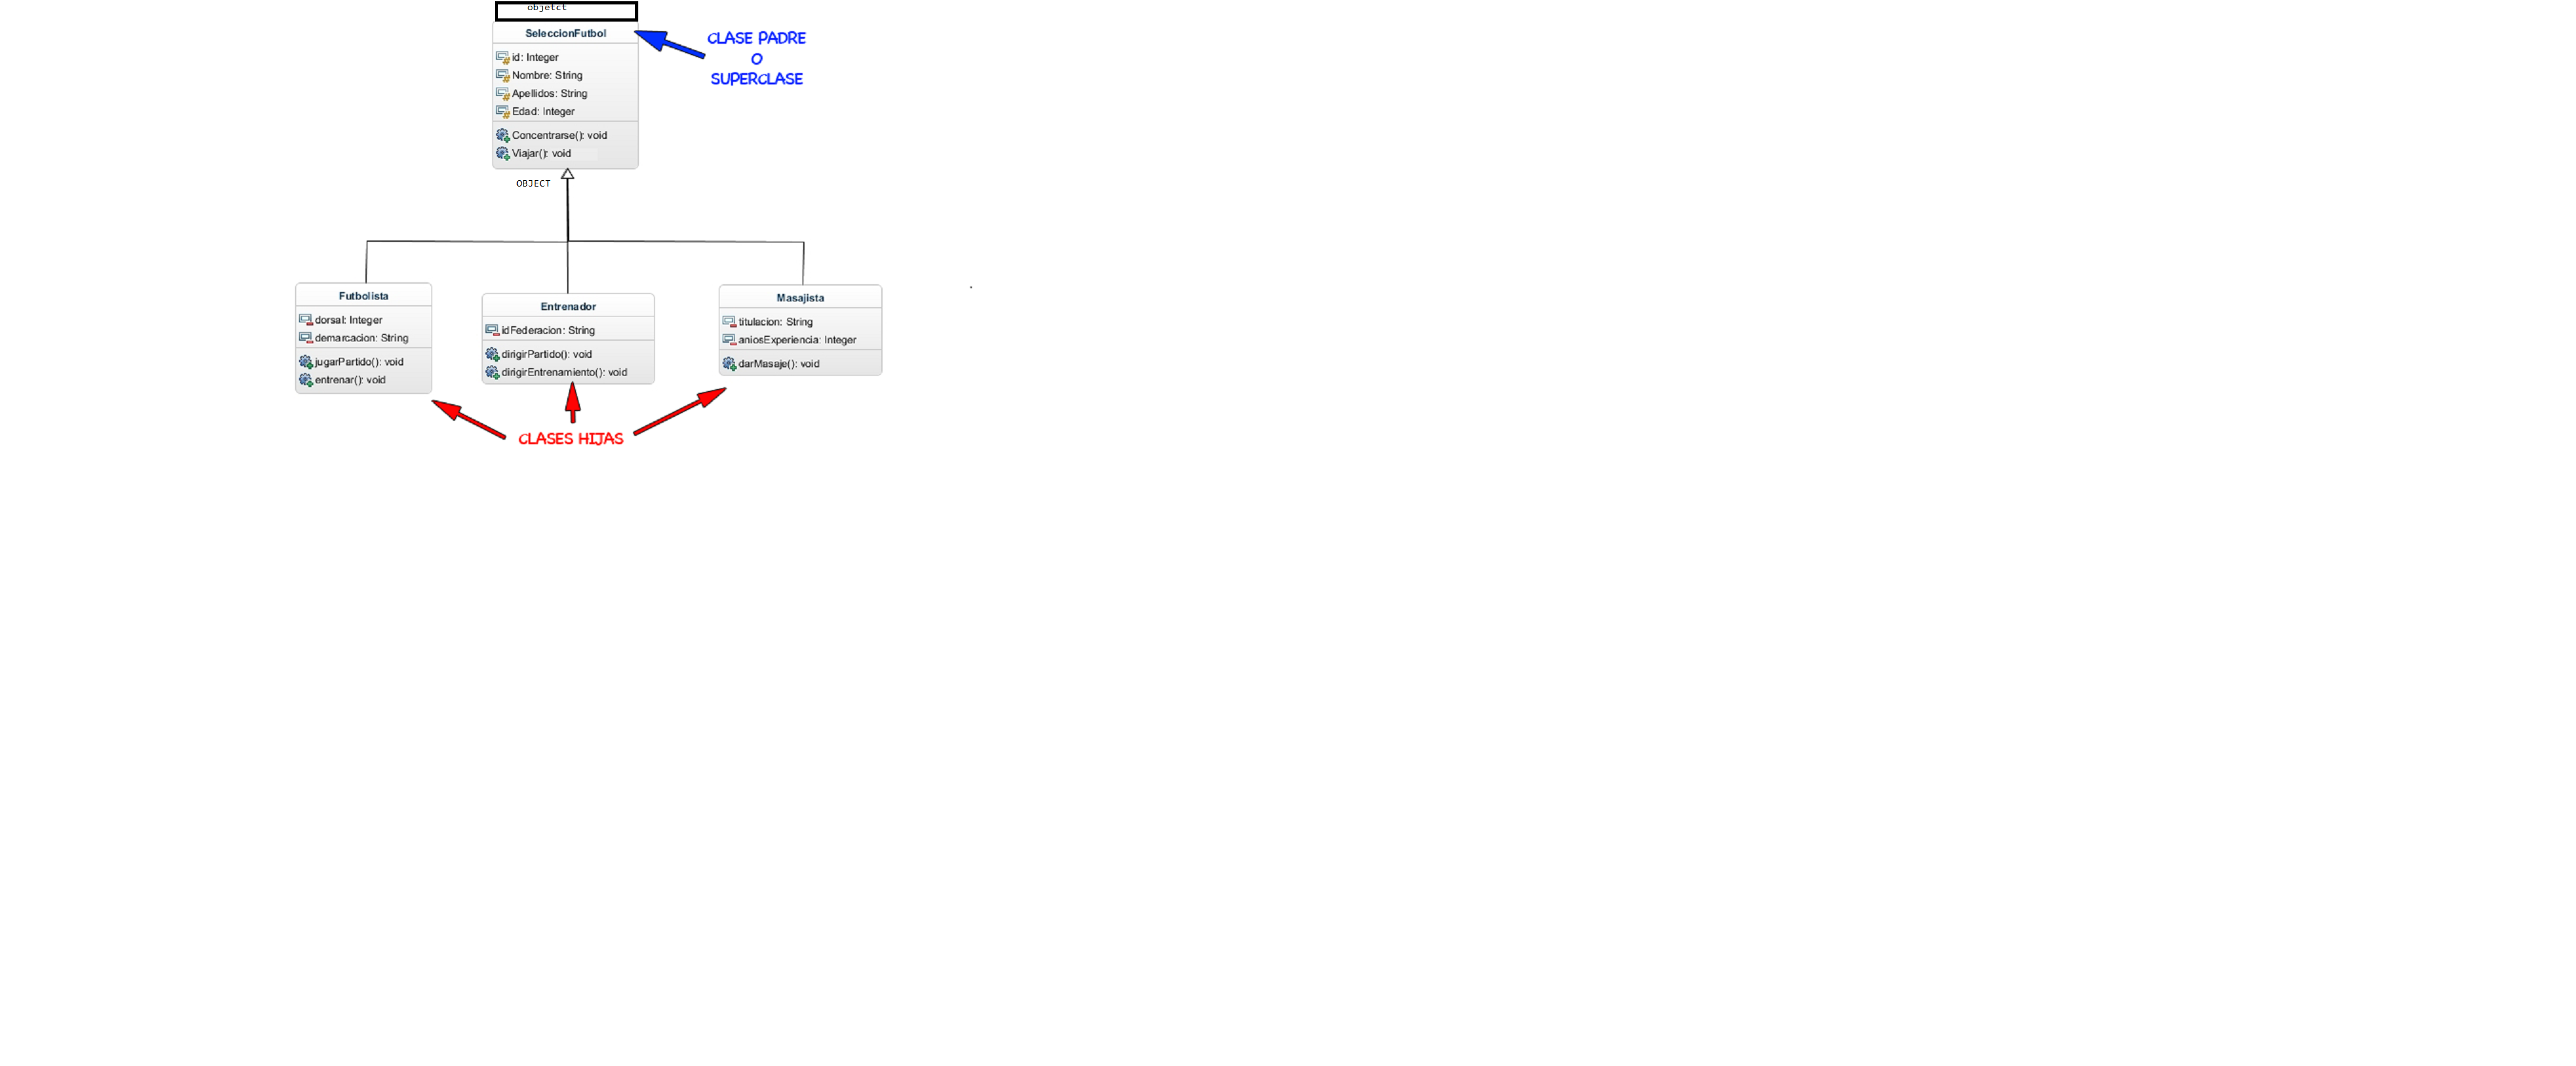 objetct
SeleccionFutbol
id: Integer
Nombre: String
Apellidos: String
Edad: Integer
Concentrarse(): void
Viajar(): void
CLASE PADRE
O
SUPERCLASE
OBJECT
Futbolista
dorsal: Integer
demarcacion: String
jugarPartido(): void
entrenar(): void
Entrenador
idFederacion: String
dirigirPartido(): void
dirigirEntrenamiento(): void
Masajista
titulacion: String
aniosExperiencia: Integer
darMasaje(): void
CLASES HIJAS